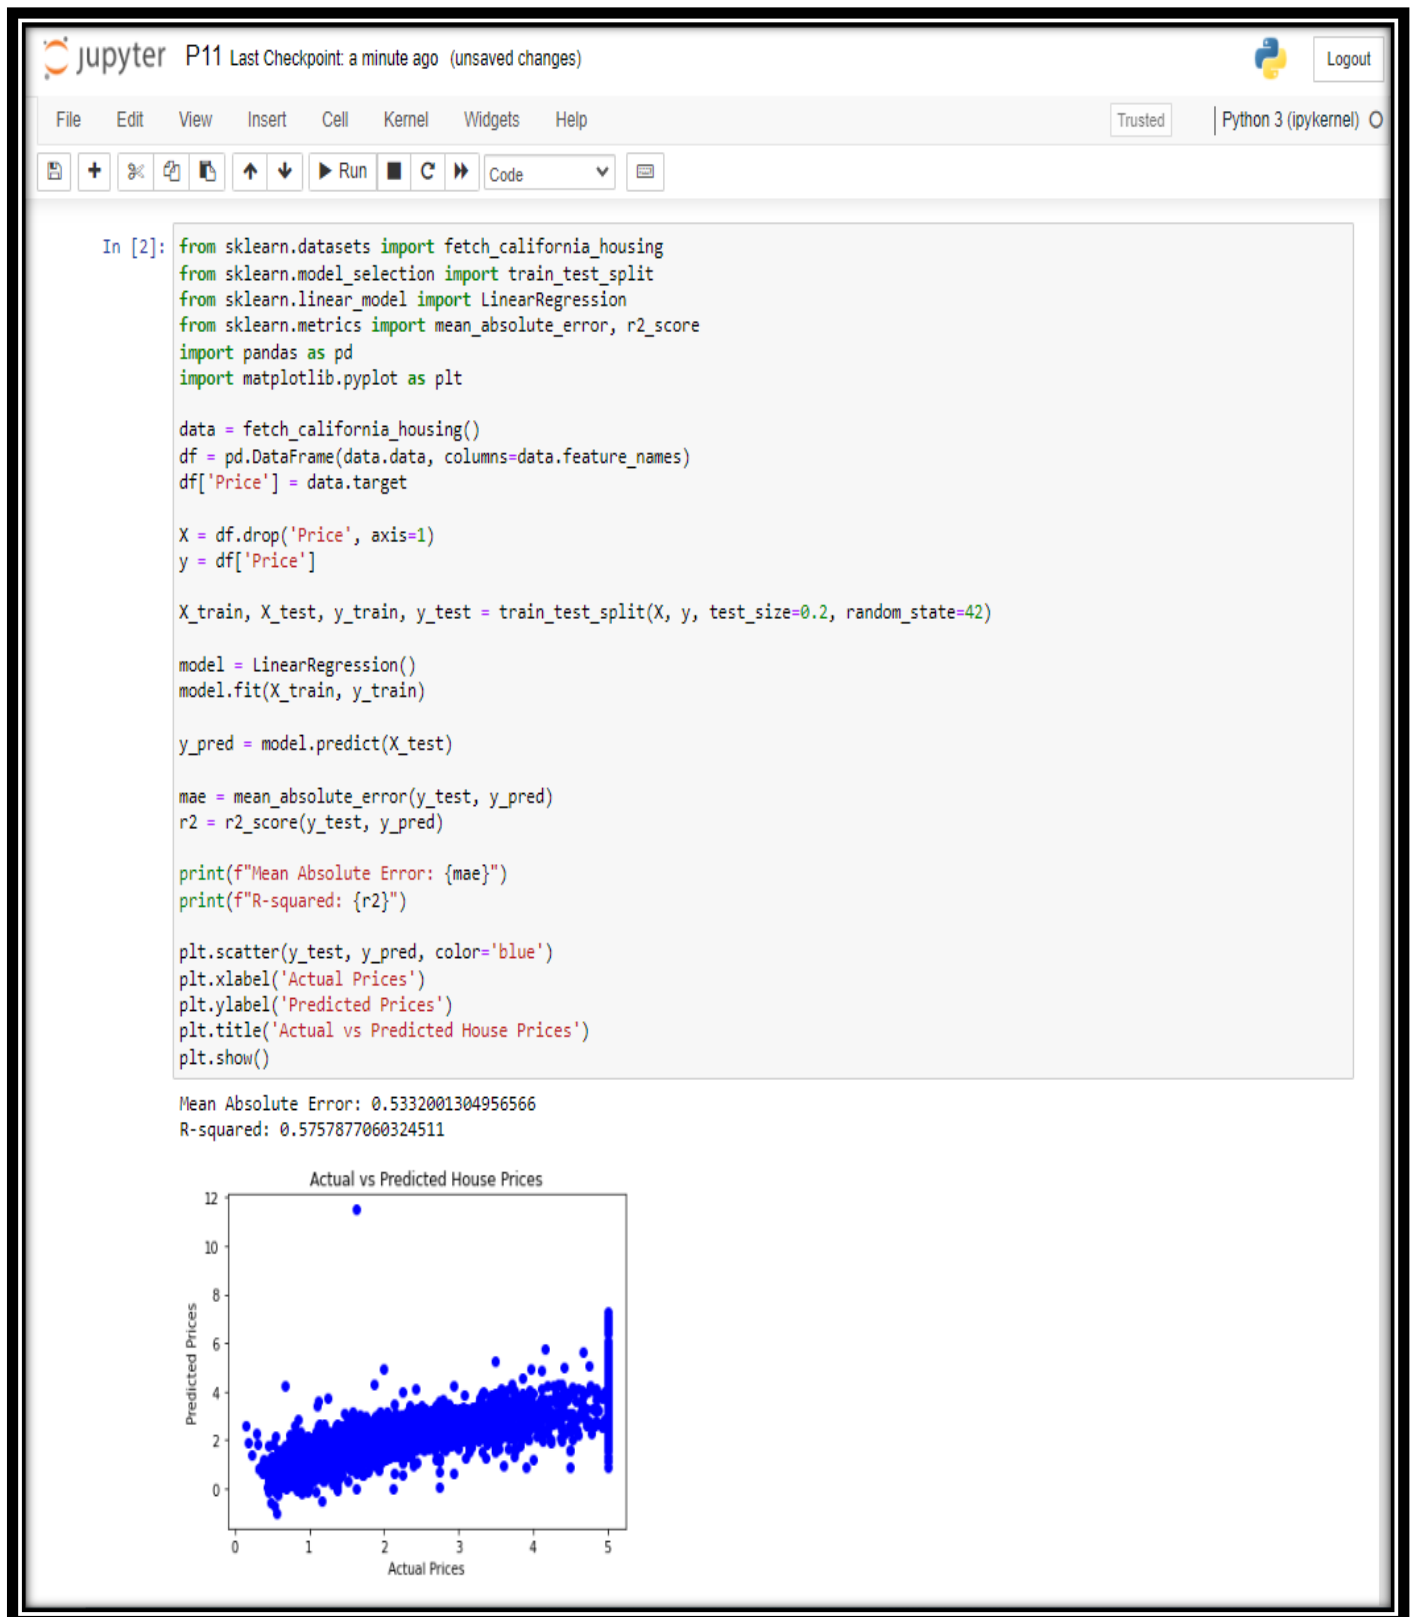 jupyter P11 Last Checkpoint: a minute ago (unsaved changes)
Logout
File Edit View Insert Cell Kernel Widgets Help
Trusted
Python 3 (ipykernel)
Run
Code
In [2]:
from sklearn.datasets import fetch_california_housing
from sklearn.model_selection import train_test_split
from sklearn.linear_model import LinearRegression
from sklearn.metrics import mean_absolute_error, r2_score
import pandas as pd
import matplotlib.pyplot as plt
data = fetch_california_housing()
df = pd.DataFrame(data.data, columns=data.feature_names)
df['Price'] = data.target
X = df.drop('Price', axis=1)
y = df['Price']
X_train, X_test, y_train, y_test = train_test_split(X, y, test_size=0.2, random_state=42)
model = LinearRegression()
model.fit(X_train, y_train)
y_pred = model.predict(X_test)
mae = mean_absolute_error(y_test, y_pred)
r2 = r2_score(y_test, y_pred)
print(f"Mean Absolute Error: {mae}")
print(f"R-squared: {r2}")
plt.scatter(y_test, y_pred, color='blue')
plt.xlabel('Actual Prices')
plt.ylabel('Predicted Prices')
plt.title('Actual vs Predicted House Prices')
plt.show()
Mean Absolute Error: 0.5332001304956566
R-squared: 0.5757877060324511
Actual vs Predicted House Prices
12
10
8
6
4
2
0
Predicted Prices
0 1 2 3 4 5
Actual Prices